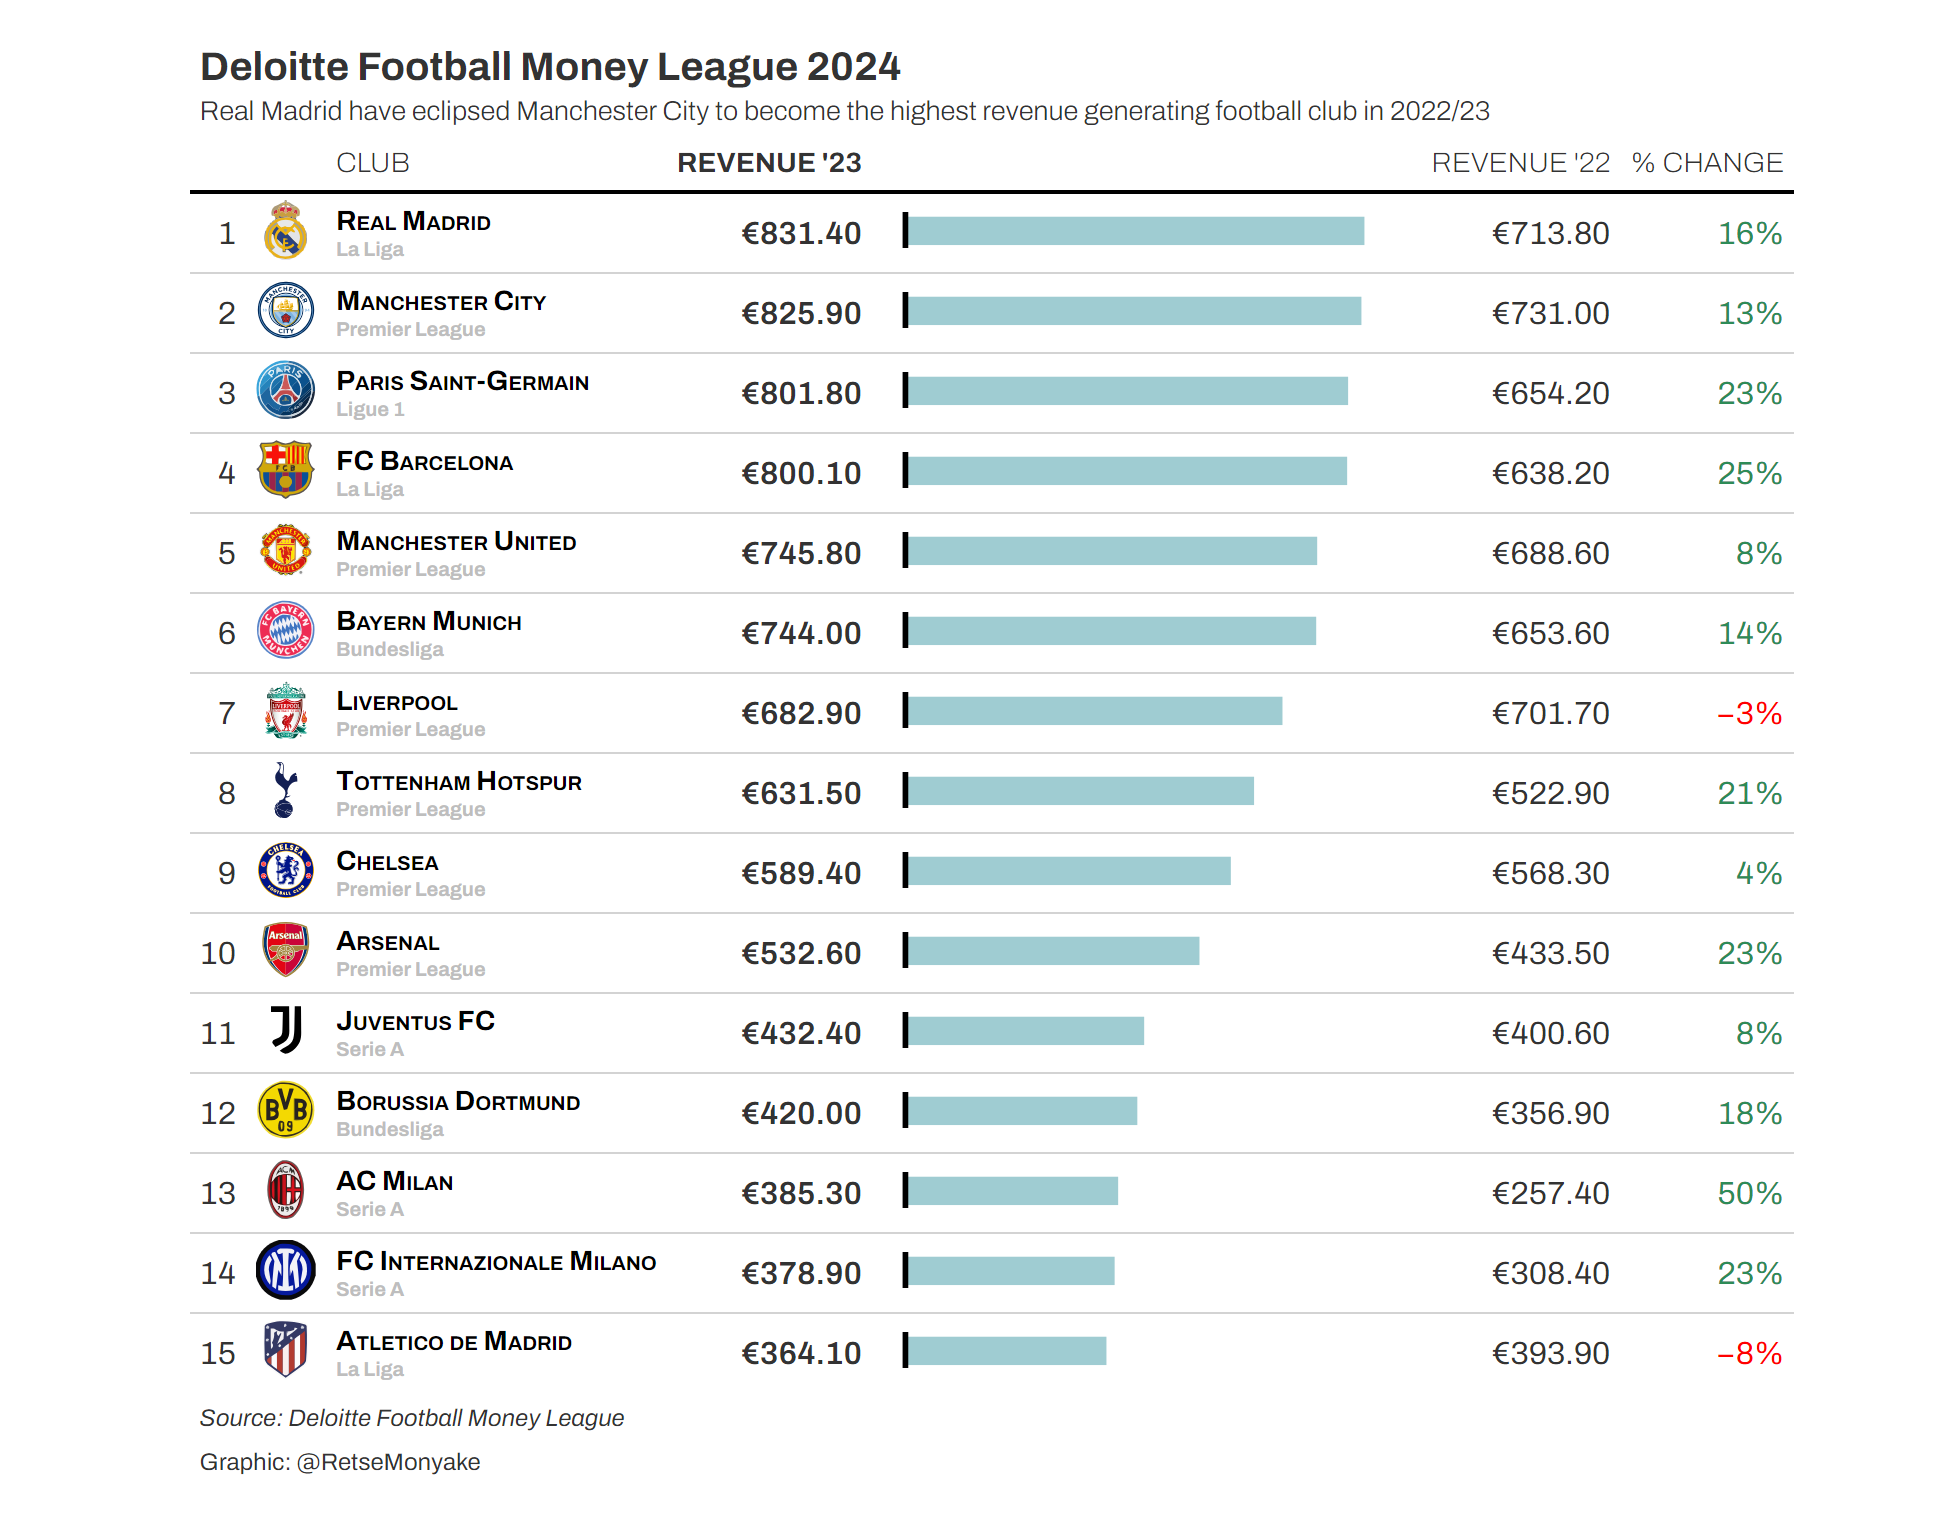 Deloitte Football Money League 2024
Real Madrid have eclipsed Manchester City to become the highest revenue generating football club in 2022/23
CLUB REVENUE '23 REVENUE '22 % CHANGE
1 REAL MADRID €831.40 €713.80 16%
La Liga
2 MANCHESTER CITY €825.90 €731.00 13%
Premier League
3 PARIS SAINT-GERMAIN €801.80 €654.20 23%
Ligue 1
4 FC BARCELONA €800.10 €638.20 25%
La Liga
5 MANCHESTER UNITED €745.80 €688.60 8%
Premier League
6 BAYERN MUNICH €744.00 €653.60 14%
Bundesliga
7 LIVERPOOL €682.90 €701.70 −3%
Premier League
8 TOTTENHAM HOTSPUR €631.50 €522.90 21%
Premier League
9 CHELSEA €589.40 €568.30 4%
Premier League
10 Arsenal ARSENAL €532.60 €433.50 23%
Premier League
11 JUVENTUS FC €432.40 €400.60 8%
Serie A
12 BVB 09 BORUSSIA DORTMUND €420.00 €356.90 18%
Bundesliga
13 AC MILAN €385.30 €257.40 50%
Serie A
14 FC INTERNAZIONALE MILANO €378.90 €308.40 23%
Serie A
15 ATLETICO DE MADRID €364.10 €393.90 −8%
La Liga
Source: Deloitte Football Money League
Graphic: @RetseMonyake